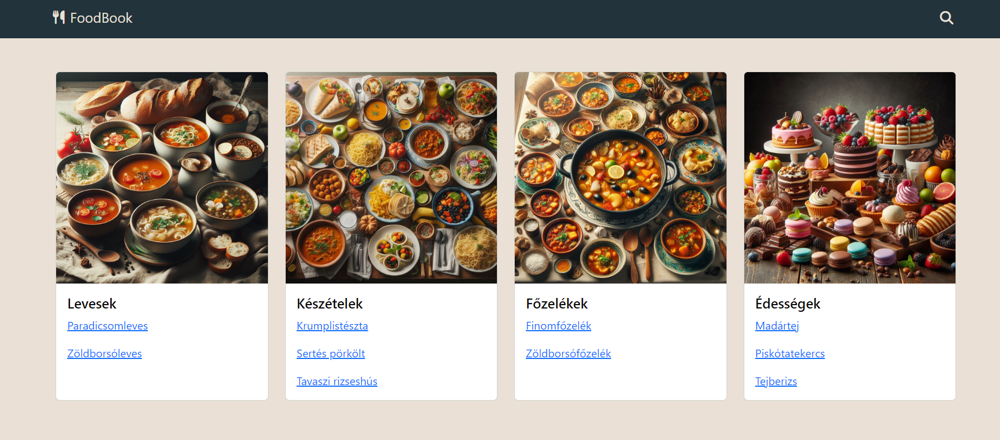 FoodBook
Levesek
Paradicsomleves
Zöldborsóleves
Készételek
Krumplistészta
Sertés pörkölt
Tavaszi rizseshús
Főzelékek
Finomfőzelék
Zöldborsófőzelék
Édességek
Madártej
Piskótatekercs
Tejberizs